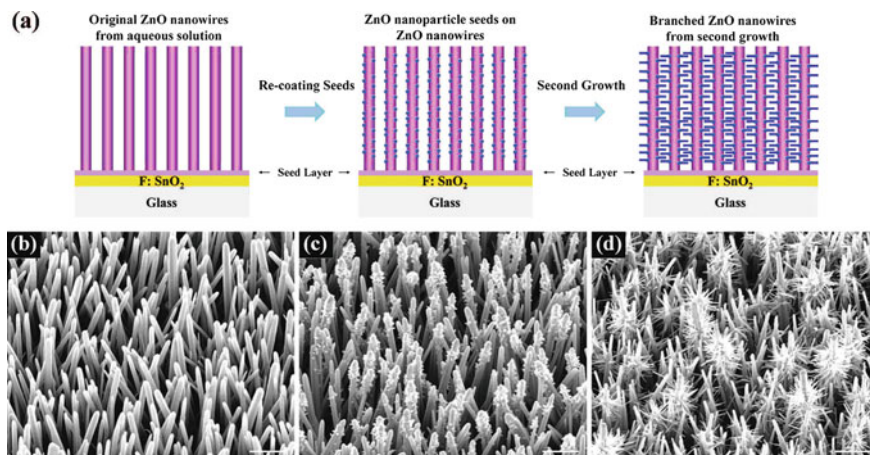 (a)
Original ZnO nanowires
from aqueous solution
ZnO nanoparticle seeds on
ZnO nanowires
Branched ZnO nanowires
from second growth
Re-coating Seeds
Second Growth
Seed Layer
Seed Layer
F: SnO₂
F: SnO₂
F: SnO₂
Glass
Glass
Glass
(b)
(c)
(d)